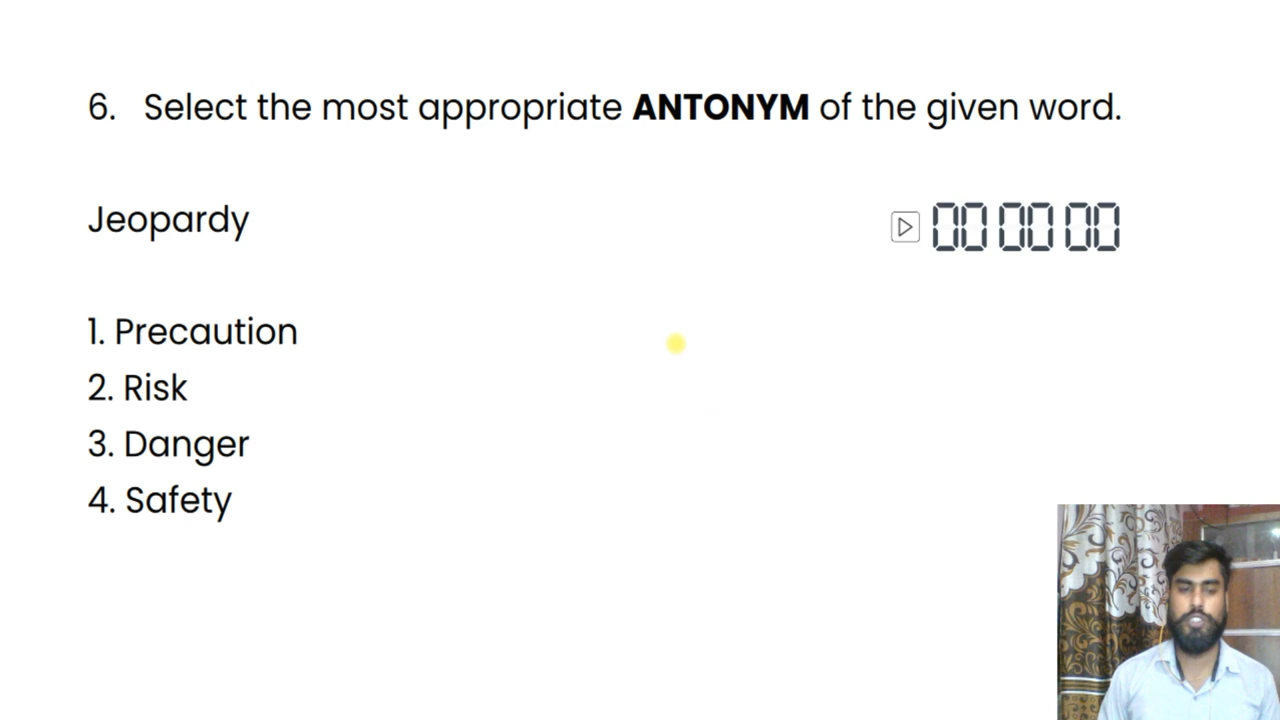 6. Select the most appropriate ANTONYM of the given word.
Jeopardy
00 00 00
1. Precaution
2. Risk
3. Danger
4. Safety